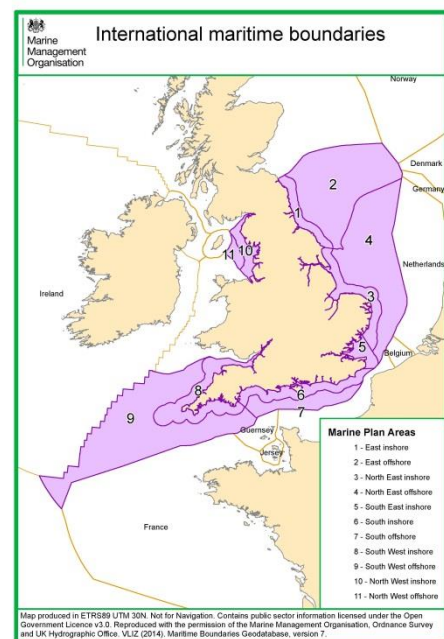 Marine
Management
Organisation
International maritime boundaries
Norway
Denmark
Germany
2
1
4
11
10
Netherlands
Ireland
3
5
Belgium
8
6
7
9
Guernsey
Jersey
France
Marine Plan Areas
1 - East inshore
2 - East offshore
3 - North East inshore
4 - North East offshore
5 - South East inshore
6 - South inshore
7 - South offshore
8 - South West inshore
9 - South West offshore
10 - North West inshore
11 - North West offshore
Map produced in ETRS89 UTM 30N. Not for Navigation. Contains public sector information licensed under the Open
Government Licence v3.0. Reproduced with the permission of the Marine Management Organisation, Ordnance Survey
and UK Hydrographic Office. VLIZ (2014). Maritime Boundaries Geodatabase, version 7.